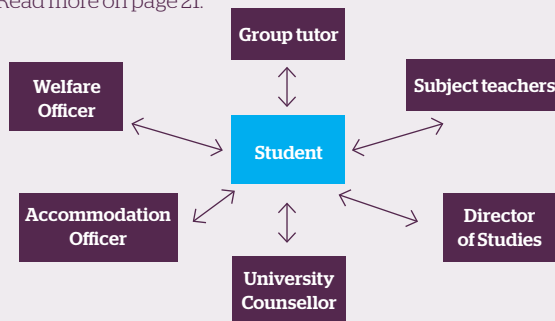 Read more on page 21.
Group tutor
Welfare
Officer
Subject teachers
Student
Accommodation
Officer
Director
of Studies
University
Counsellor